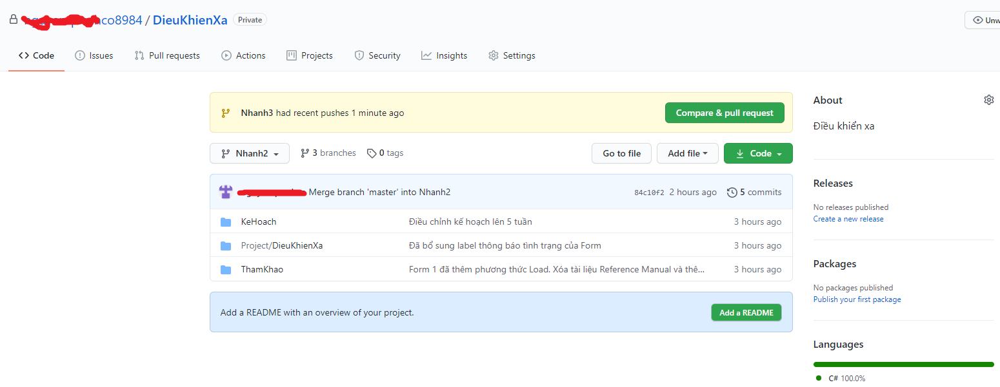 nco8984 / DieuKhienXa Private
Unw
Code Issues Pull requests Actions Projects Security Insights Settings
Nhanh3 had recent pushes 1 minute ago Compare & pull request
Nhanh2 3 branches 0 tags Go to file Add file Code
Merge branch 'master' into Nhanh2 84c10f2 2 hours ago 5 commits
KeHoach Điều chỉnh kế hoạch lên 5 tuần 3 hours ago
Project/DieuKhienXa Đã bổ sung label thông báo tình trạng của Form 3 hours ago
ThamKhao Form 1 đã thêm phương thức Load. Xóa tài liệu Reference Manual và thê... 3 hours ago
Add a README with an overview of your project. Add a README
About
Điều khiển xa
Releases
No releases published
Create a new release
Packages
No packages published
Publish your first package
Languages
C# 100.0%